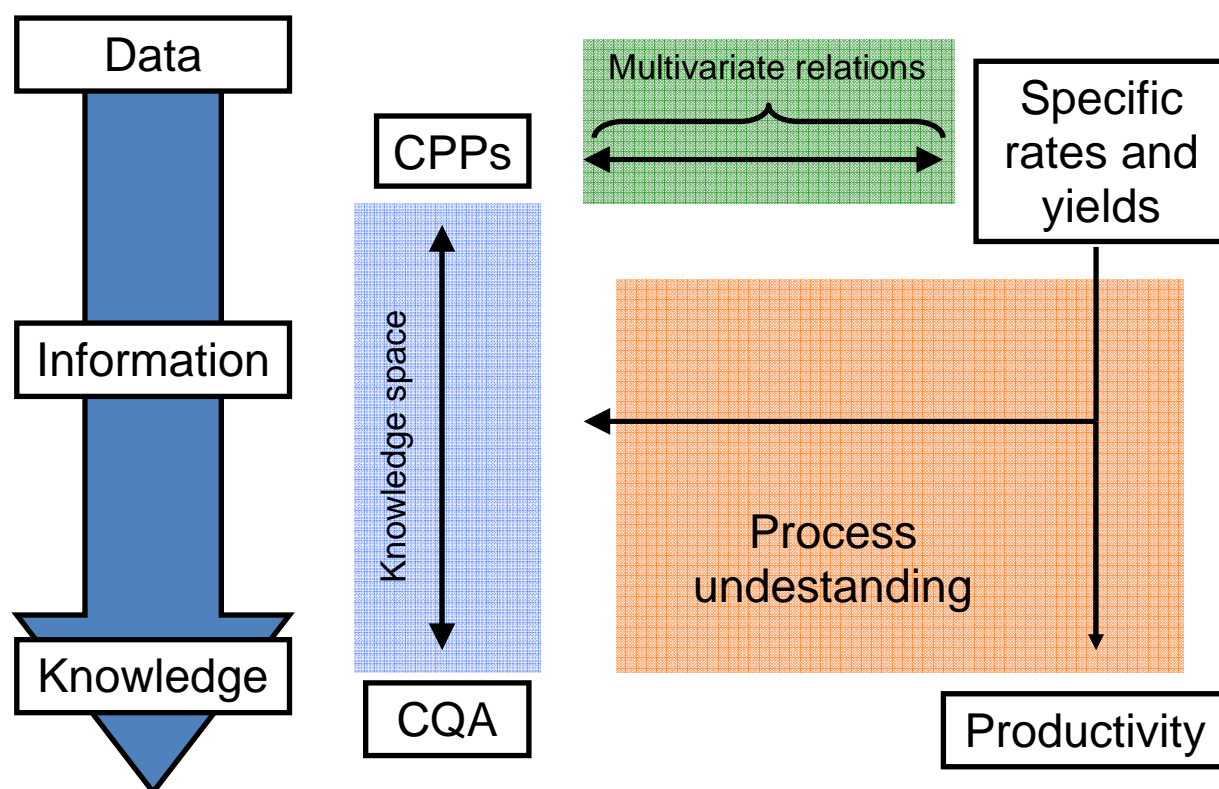 Data
Multivariate relations
Specific
rates and
yields
CPPs
Information
Knowledge space
Process
undestanding
Knowledge
CQA
Productivity